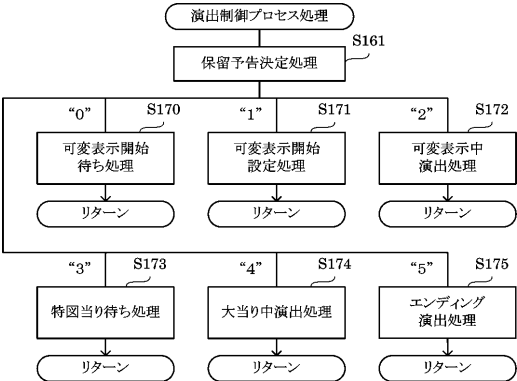 演出制御プロセス処理
S161
保留予告決定処理
“0”
S170
“1”
S171
“2”
S172
可変表示開始
待ち処理
可変表示開始
設定処理
可変表示中
演出処理
リターン
リターン
リターン
“3”
S173
“4”
S174
“5”
S175
特図当り待ち処理
大当り中演出処理
エンディング
演出処理
リターン
リターン
リターン